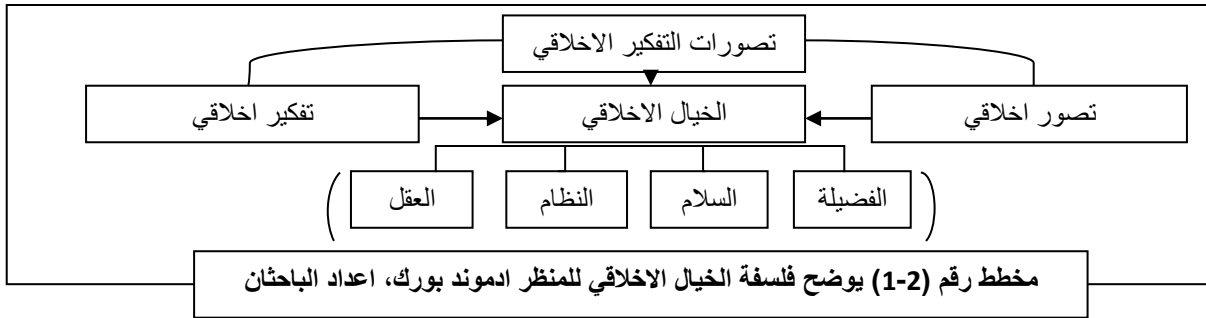 تصورات التفكير الاخلاقي
تصور اخلاقي
الخيال الاخلاقي
تفكير اخلاقي
الفضيلة
السلام
النظام
العقل
مخطط رقم (2-1) يوضح فلسفة الخيال الاخلاقي للمنظر ادموند بورك، اعداد الباحثان